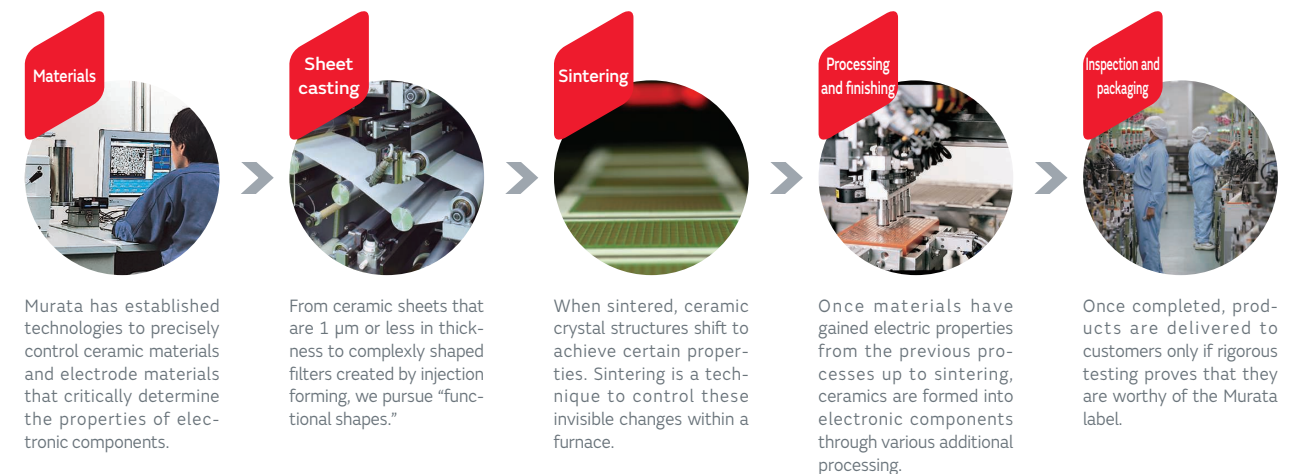 Materials
Murata has established
technologies to precisely
control ceramic materials
and electrode materials
that critically determine
the properties of elec-
tronic components.
Sheet
casting
From ceramic sheets that
are 1 µm or less in thick-
ness to complexly shaped
filters created by injection
forming, we pursue “func-
tional shapes.”
Sintering
When sintered, ceramic
crystal structures shift to
achieve certain proper-
ties. Sintering is a tech-
nique to control these
invisible changes within a
furnace.
Processing
and finishing
Once materials have
gained electric properties
from the previous pro-
cesses up to sintering,
ceramics are formed into
electronic components
through various additional
processing.
Inspection and
packaging
Once completed, prod-
ucts are delivered to
customers only if rigorous
testing proves that they
are worthy of the Murata
label.